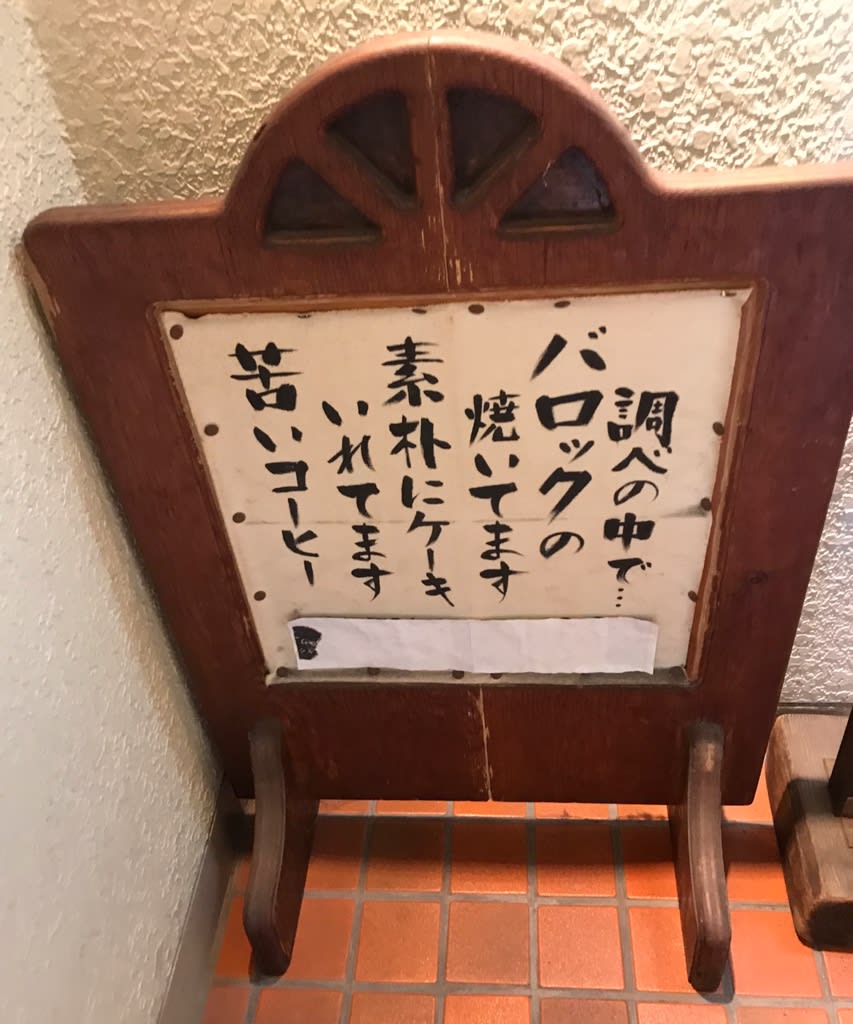 苦いコーヒー
いれてます
素朴にケーキ
焼いてます
バロックの
調べの中で…